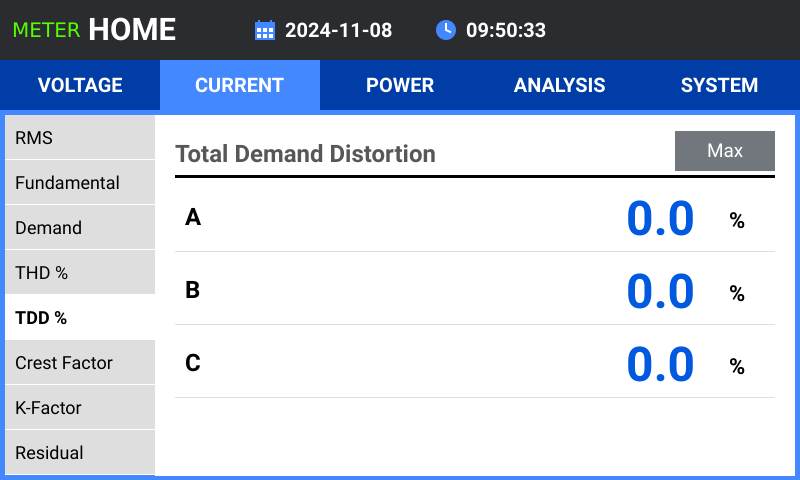 METER HOME 2024-11-08 09:50:33
VOLTAGE CURRENT POWER ANALYSIS SYSTEM
RMS
Fundamental
Demand
THD %
TDD %
Crest Factor
K-Factor
Residual
Total Demand Distortion Max
A 0.0 %
B 0.0 %
C 0.0 %